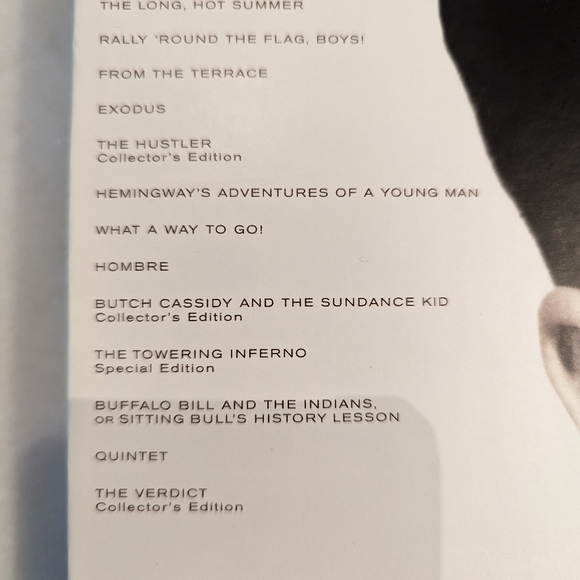 THE LONG, HOT SUMMER
RALLY 'ROUND THE FLAG, BOYS!
FROM THE TERRACE
EXODUS
THE HUSTLER
Collector's Edition
HEMINGWAY'S ADVENTURES OF A YOUNG MAN
WHAT A WAY TO GO!
HOMBRE
BUTCH CASSIDY AND THE SUNDANCE KID
Collector's Edition
THE TOWERING INFERNO
Special Edition
BUFFALO BILL AND THE INDIANS,
OR SITTING BULL'S HISTORY LESSON
QUINTET
THE VERDICT
Collector's Edition